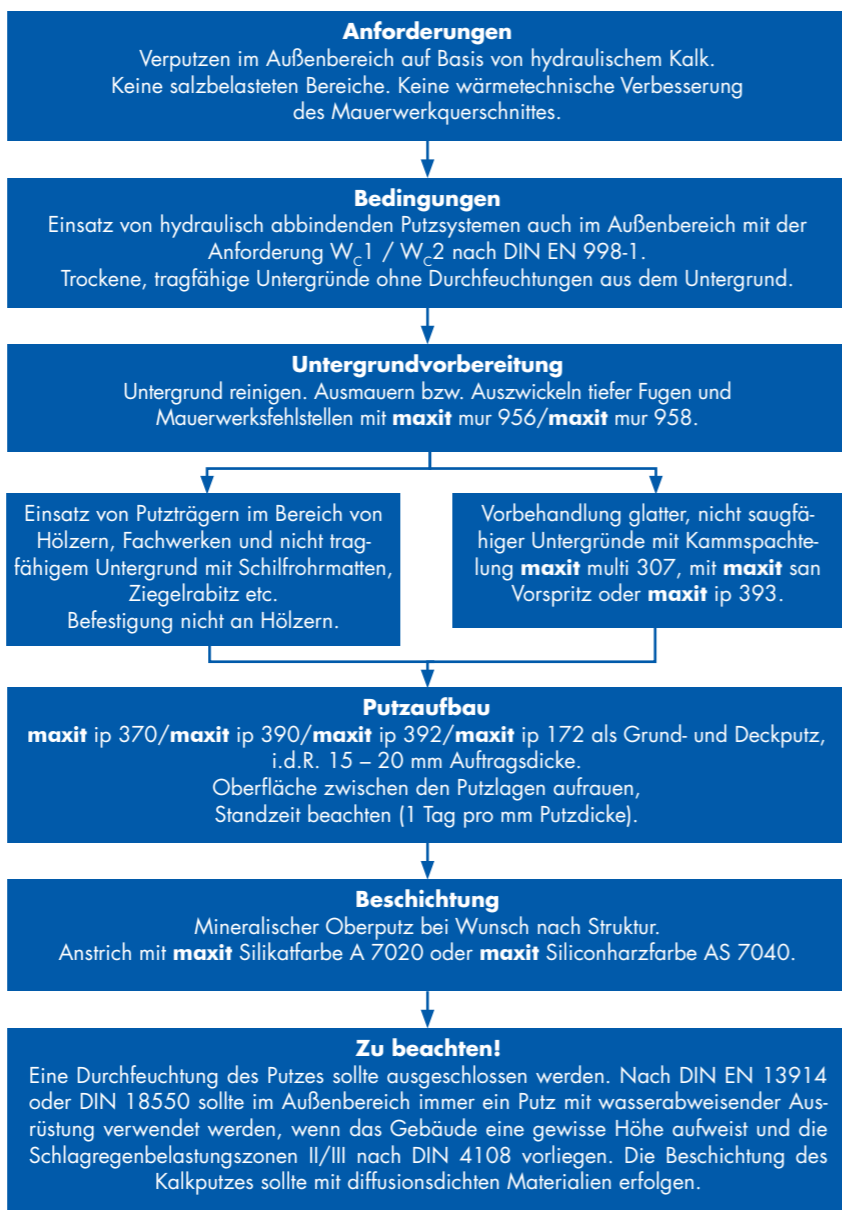 Anforderungen
Verputzen im Außenbereich auf Basis von hydraulischem Kalk.
Keine salzbelasteten Bereiche. Keine wärmetechnische Verbesserung
des Mauerwerkquerschnittes.
Bedingungen
Einsatz von hydraulisch abbindenden Putzsystemen auch im Außenbereich mit der
Anforderung W_C1 / W_C2 nach DIN EN 998-1.
Trockene, tragfähige Untergründe ohne Durchfeuchtungen aus dem Untergrund.
Untergrundvorbereitung
Untergrund reinigen. Ausmauern bzw. Auszwickeln tiefer Fugen und
Mauerwerksfehlstellen mit maxit mur 956/maxit mur 958.
Einsatz von Putzträgern im Bereich von
Hölzern, Fachwerken und nicht trag-
fähigem Untergrund mit Schilfrohrmatten,
Ziegelrabitz etc.
Befestigung nicht an Hölzern.
Vorbehandlung glatter, nicht saugfä-
higer Untergründe mit Kammspachte-
lung maxit multi 307, mit maxit san
Vorspritz oder maxit ip 393.
Putzaufbau
maxit ip 370/maxit ip 390/maxit ip 392/maxit ip 172 als Grund- und Deckputz,
i.d.R. 15 – 20 mm Auftragsdicke.
Oberfläche zwischen den Putzlagen aufrauen,
Standzeit beachten (1 Tag pro mm Putzdicke).
Beschichtung
Mineralischer Oberputz bei Wunsch nach Struktur.
Anstrich mit maxit Silikatfarbe A 7020 oder maxit Siliconharzfarbe AS 7040.
Zu beachten!
Eine Durchfeuchtung des Putzes sollte ausgeschlossen werden. Nach DIN EN 13914
oder DIN 18550 sollte im Außenbereich immer ein Putz mit wasserabweisender Aus-
rüstung verwendet werden, wenn das Gebäude eine gewisse Höhe aufweist und die
Schlagregenbelastungszonen II/III nach DIN 4108 vorliegen. Die Beschichtung des
Kalkputzes sollte mit diffusionsdichten Materialien erfolgen.